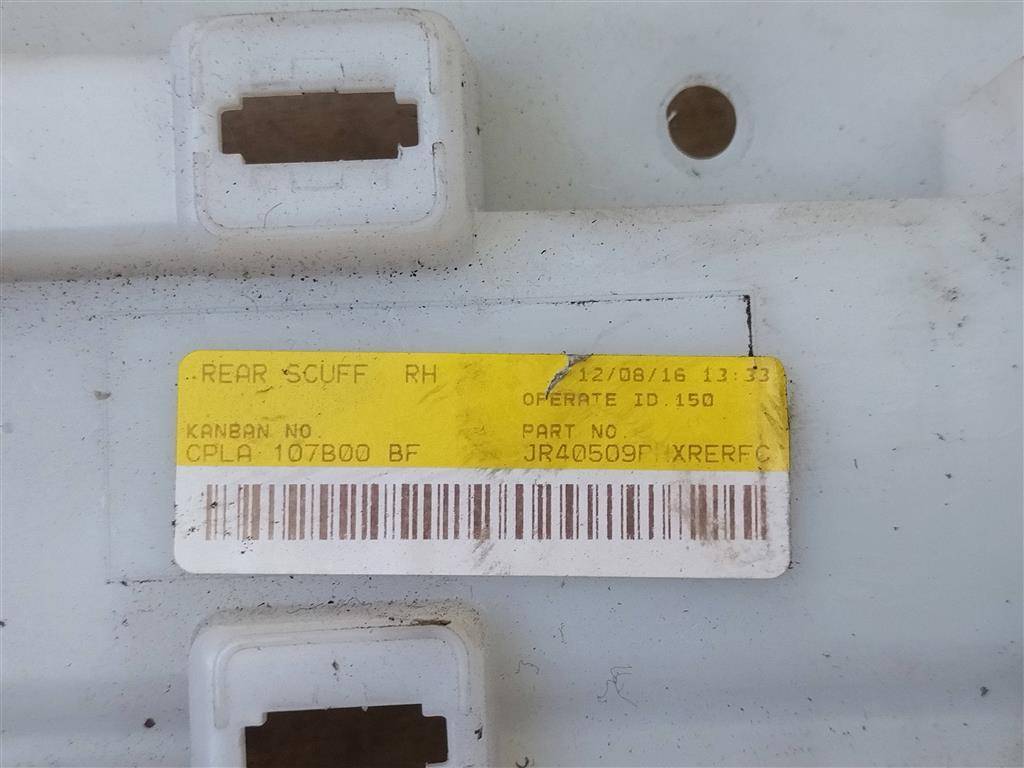 REAR SCUFF RH 12/08/16 13:33
OPERATE ID.150
KANBAN NO. PART NO.
CPLA 107B00 BF